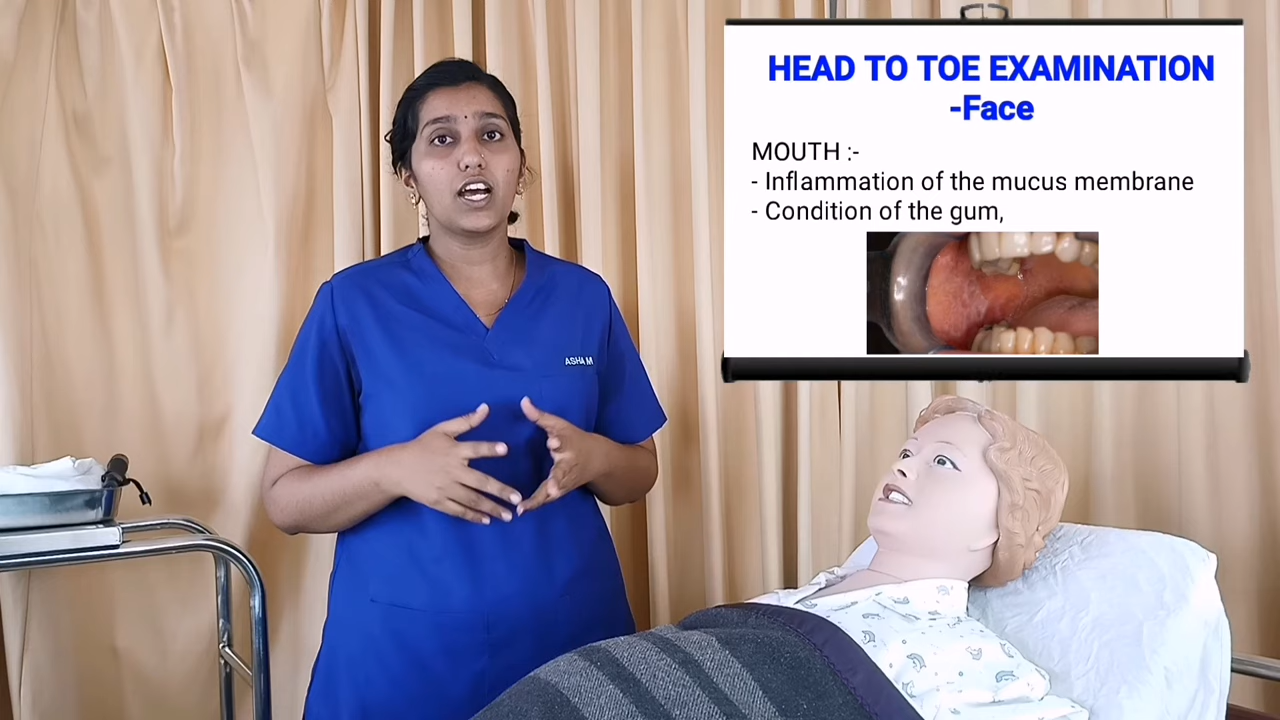 HEAD TO TOE EXAMINATION
-Face
MOUTH :-
- Inflammation of the mucus membrane
- Condition of the gum,
ASHA M